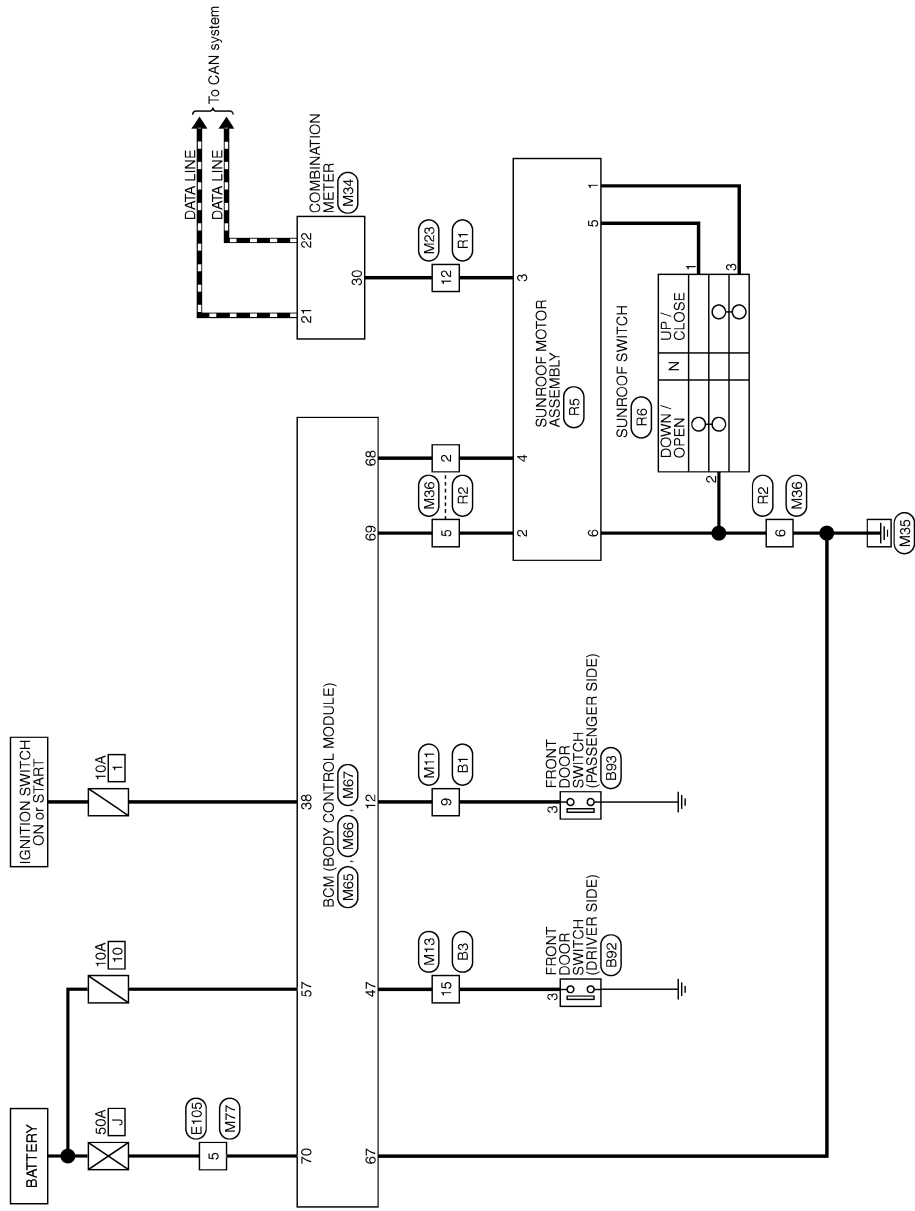 BATTERY
IGNITION SWITCH
ON or START
50A
J
10A
10
10A
1
E105
5
M77
70
57
38
BCM (BODY CONTROL MODULE)
M65 , M66 , M67
67
47
12
69
68
M13
15
B3
M11
9
B1
M36
5
2
R2
3
FRONT
DOOR
SWITCH
(DRIVER SIDE)
B92
3
FRONT
DOOR
SWITCH
(PASSENGER SIDE)
B93
DATA LINE
DATA LINE
To CAN system
21
22
COMBINATION
METER
M34
30
M23
12
R1
2
4
3
SUNROOF MOTOR
ASSEMBLY
R5
6
5
1
SUNROOF SWITCH
R6
DOWN /
OPEN
N
UP /
CLOSE
1
3
2
R2
6
M36
M35